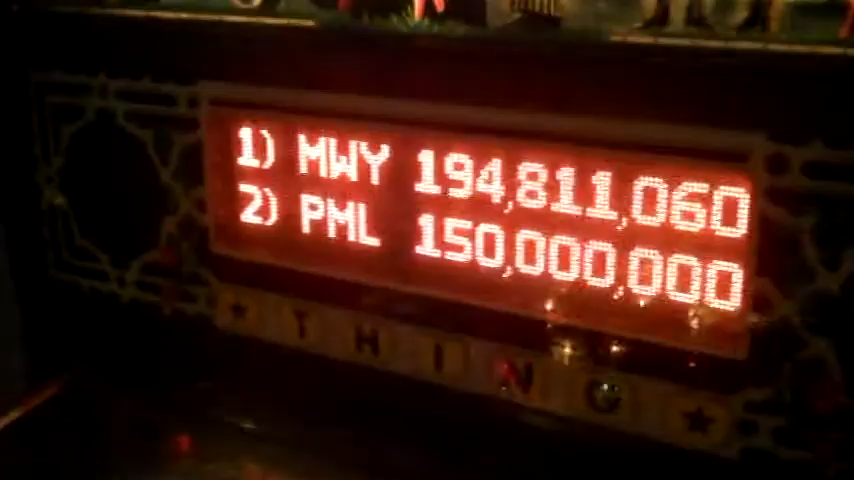 1) MWY 194,811,060
2) PML 150,000,000
★ T H I N G ★